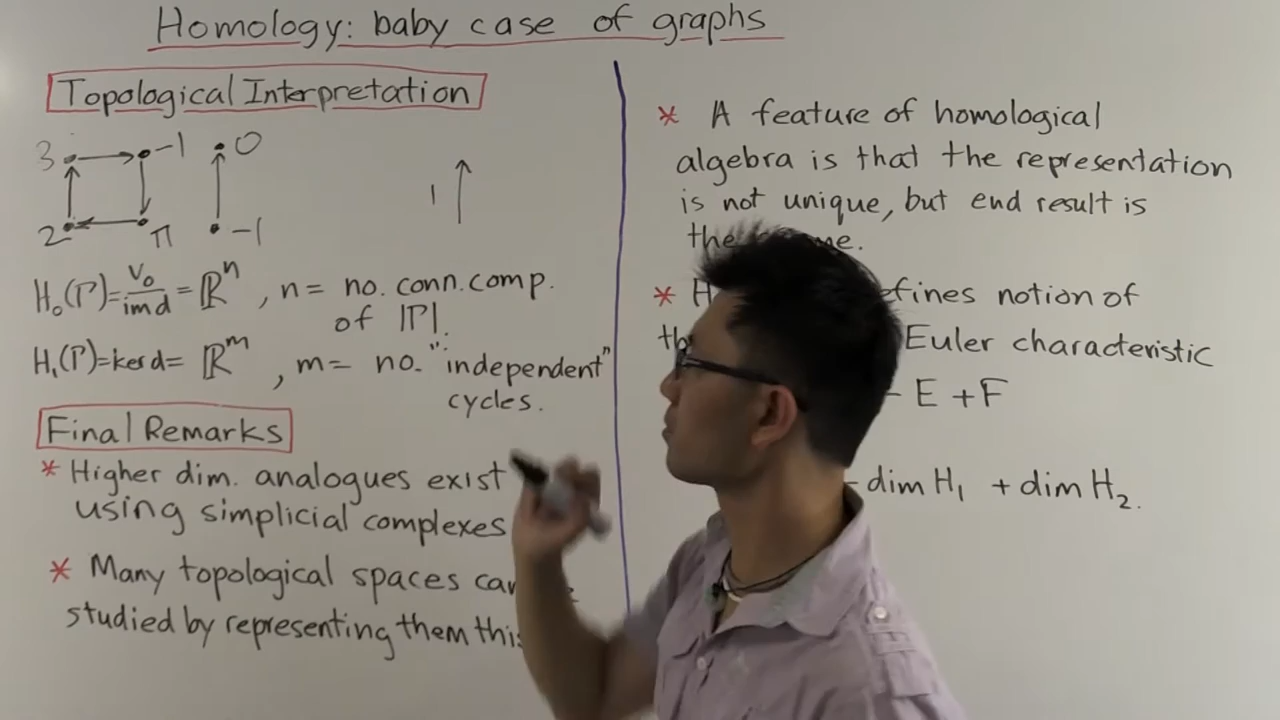 Homology: baby case of graphs
Topological Interpretation
3 -1 0
1
2 π -1
H₀(Γ)=V₀/im d = ℝⁿ, n = no. conn. comp.
of |Γ|.
H₁(Γ)=ker d= ℝᵐ, m= no. "independent"
cycles.
Final Remarks
* Higher dim. analogues exist
using simplicial complexes
* Many topological spaces
studied by representing them
* A feature of homological
algebra is that the representation
is not unique, but end result is
the
* notion of
Euler characteristic
- E + F
- dim H₁ + dim H₂.